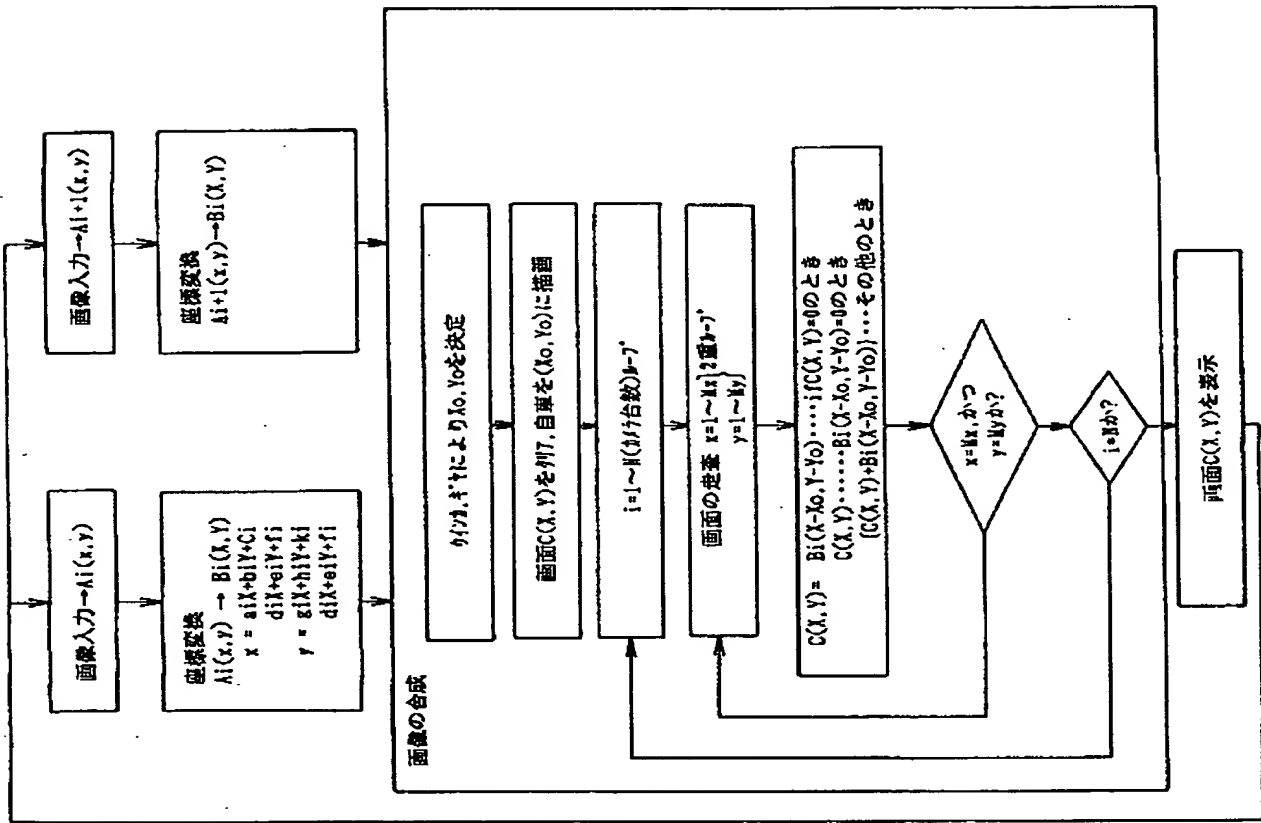 画像入力→Ai(x,y)
座標変換
Ai(x,y) → Bi(X,Y)
x = aiX+biY+Ci
diX+eiY+fi
y = giX+hiY+ki
diX+eiY+fi
画像入力→Ai+1(x,y)
座標変換
Ai+1(x,y)→Bi(X,Y)
画像の合成
ｳｲﾝｶ,ｷﾞﾔによりXo,Yoを決定
画面C(X,Y)をｸﾘｱ,自車を(Xo,Yo)に描画
i=1～N(ｶﾒﾗ台数)ﾙｰﾌﾟ
画面の走査 x=1～Mx}2重ﾙｰﾌﾟ
y=1～My
C(X,Y)= Bi(X-Xo,Y-Yo)････ifC(X,Y)=0のとき
C(X,Y)･･････Bi(X-Xo,Y-Yo)=0のとき
{C(X,Y)+Bi(X-Xo,Y-Yo)}･･･その他のとき
x=Mx,かつ
y=Myか?
i=Nか?
画面C(X,Y)を表示